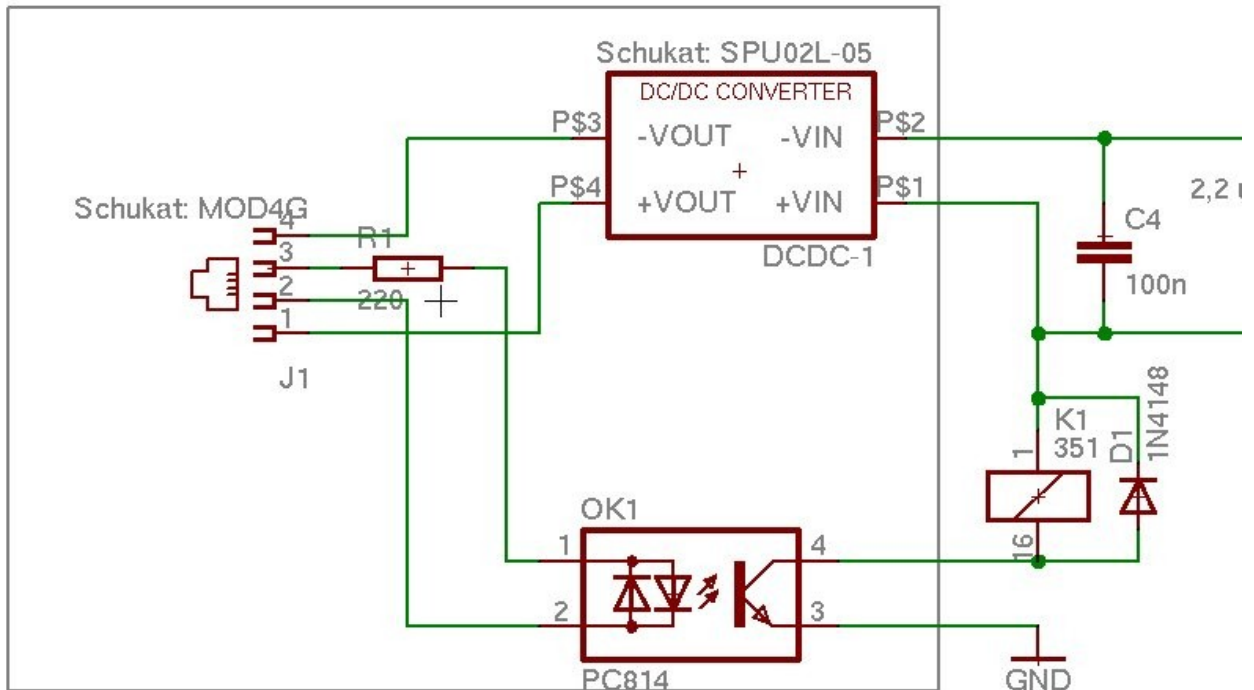 Schukat: SPU02L-05
DC/DC CONVERTER
P$3 -VOUT -VIN P$2
P$4 +VOUT +VIN P$1
DCDC-1
Schukat: MOD4G
4
3
2
1
J1
R1
220
2,2
C4
100n
K1
351
1
16
D1
1N4148
OK1
1
2
4
3
PC814
GND